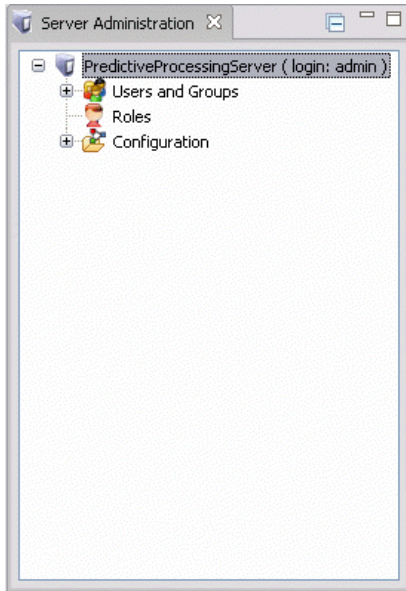 Server Administration
PredictiveProcessingServer ( login: admin )
Users and Groups
Roles
Configuration